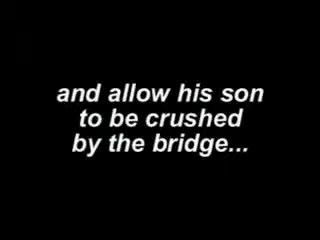 and allow his son
to be crushed
by the bridge...